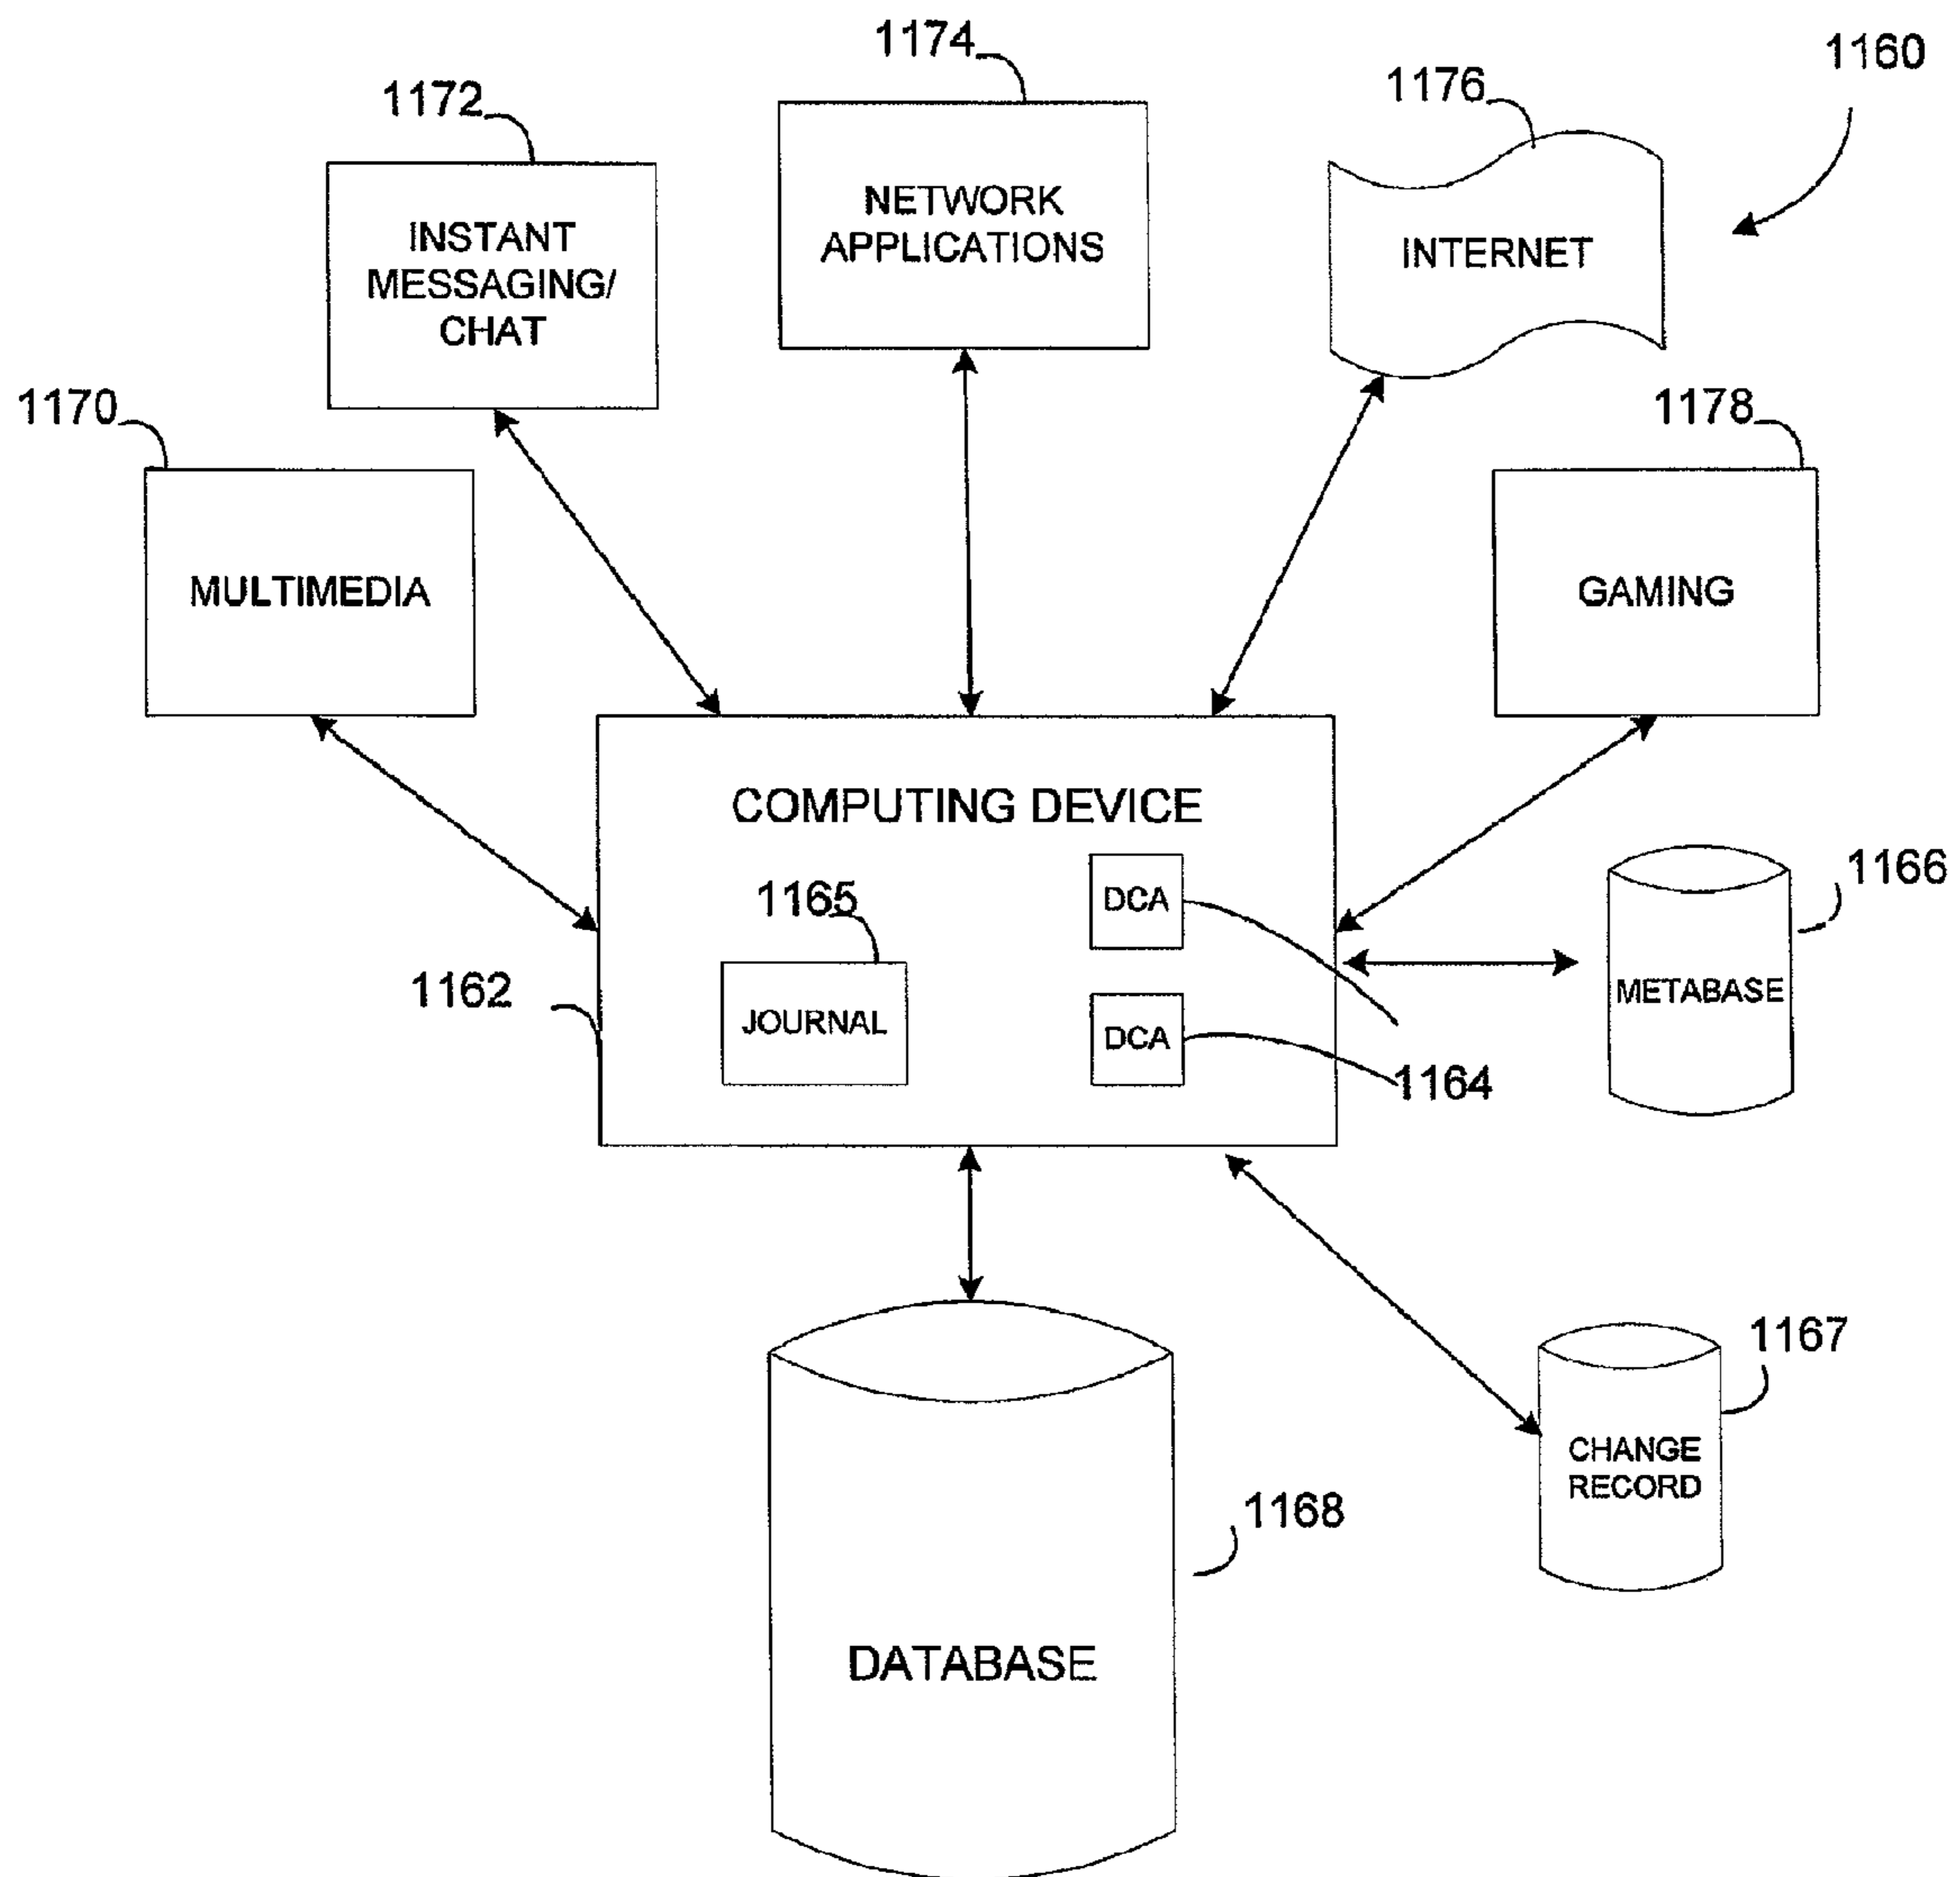 1174
1160
1176
1172
NETWORK
APPLICATIONS
INSTANT
MESSAGING/
CHAT
INTERNET
1170
1178
MULTIMEDIA
GAMING
COMPUTING DEVICE
1166
1165
DCA
METABASE
1162
JOURNAL
DCA
1164
1167
CHANGE
RECORD
1168
DATABASE